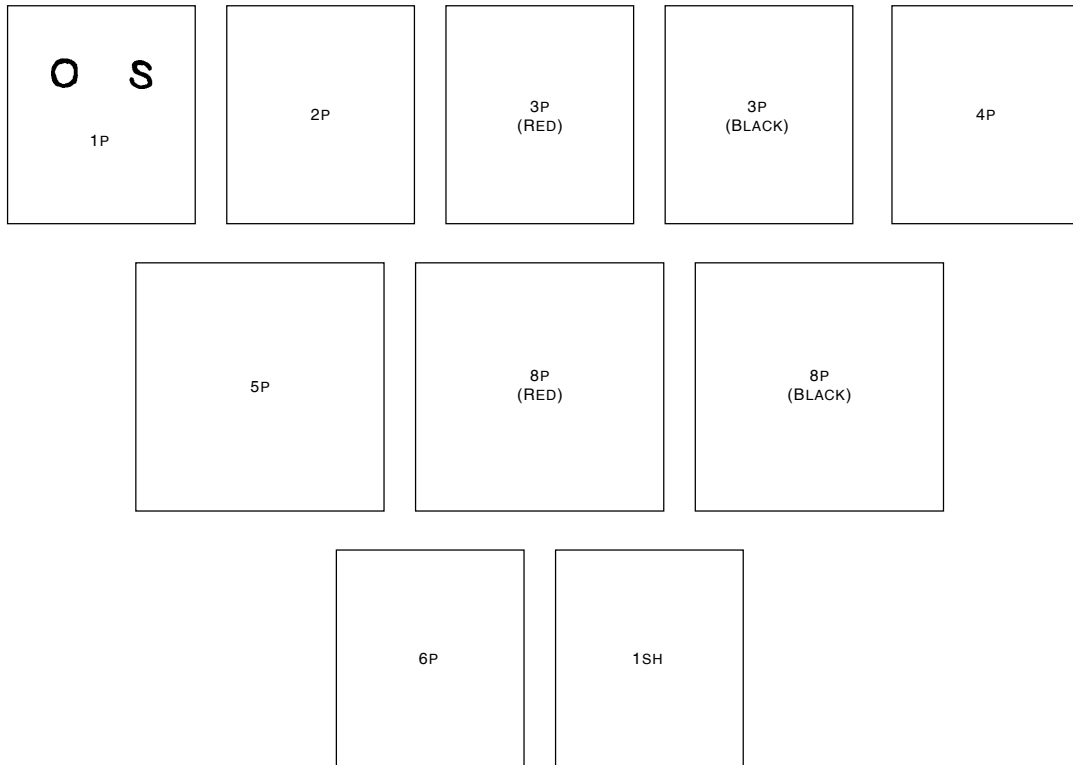 O S
1P
2P
3P
(RED)
3P
(BLACK)
4P
5P
8P
(RED)
8P
(BLACK)
6P
1SH